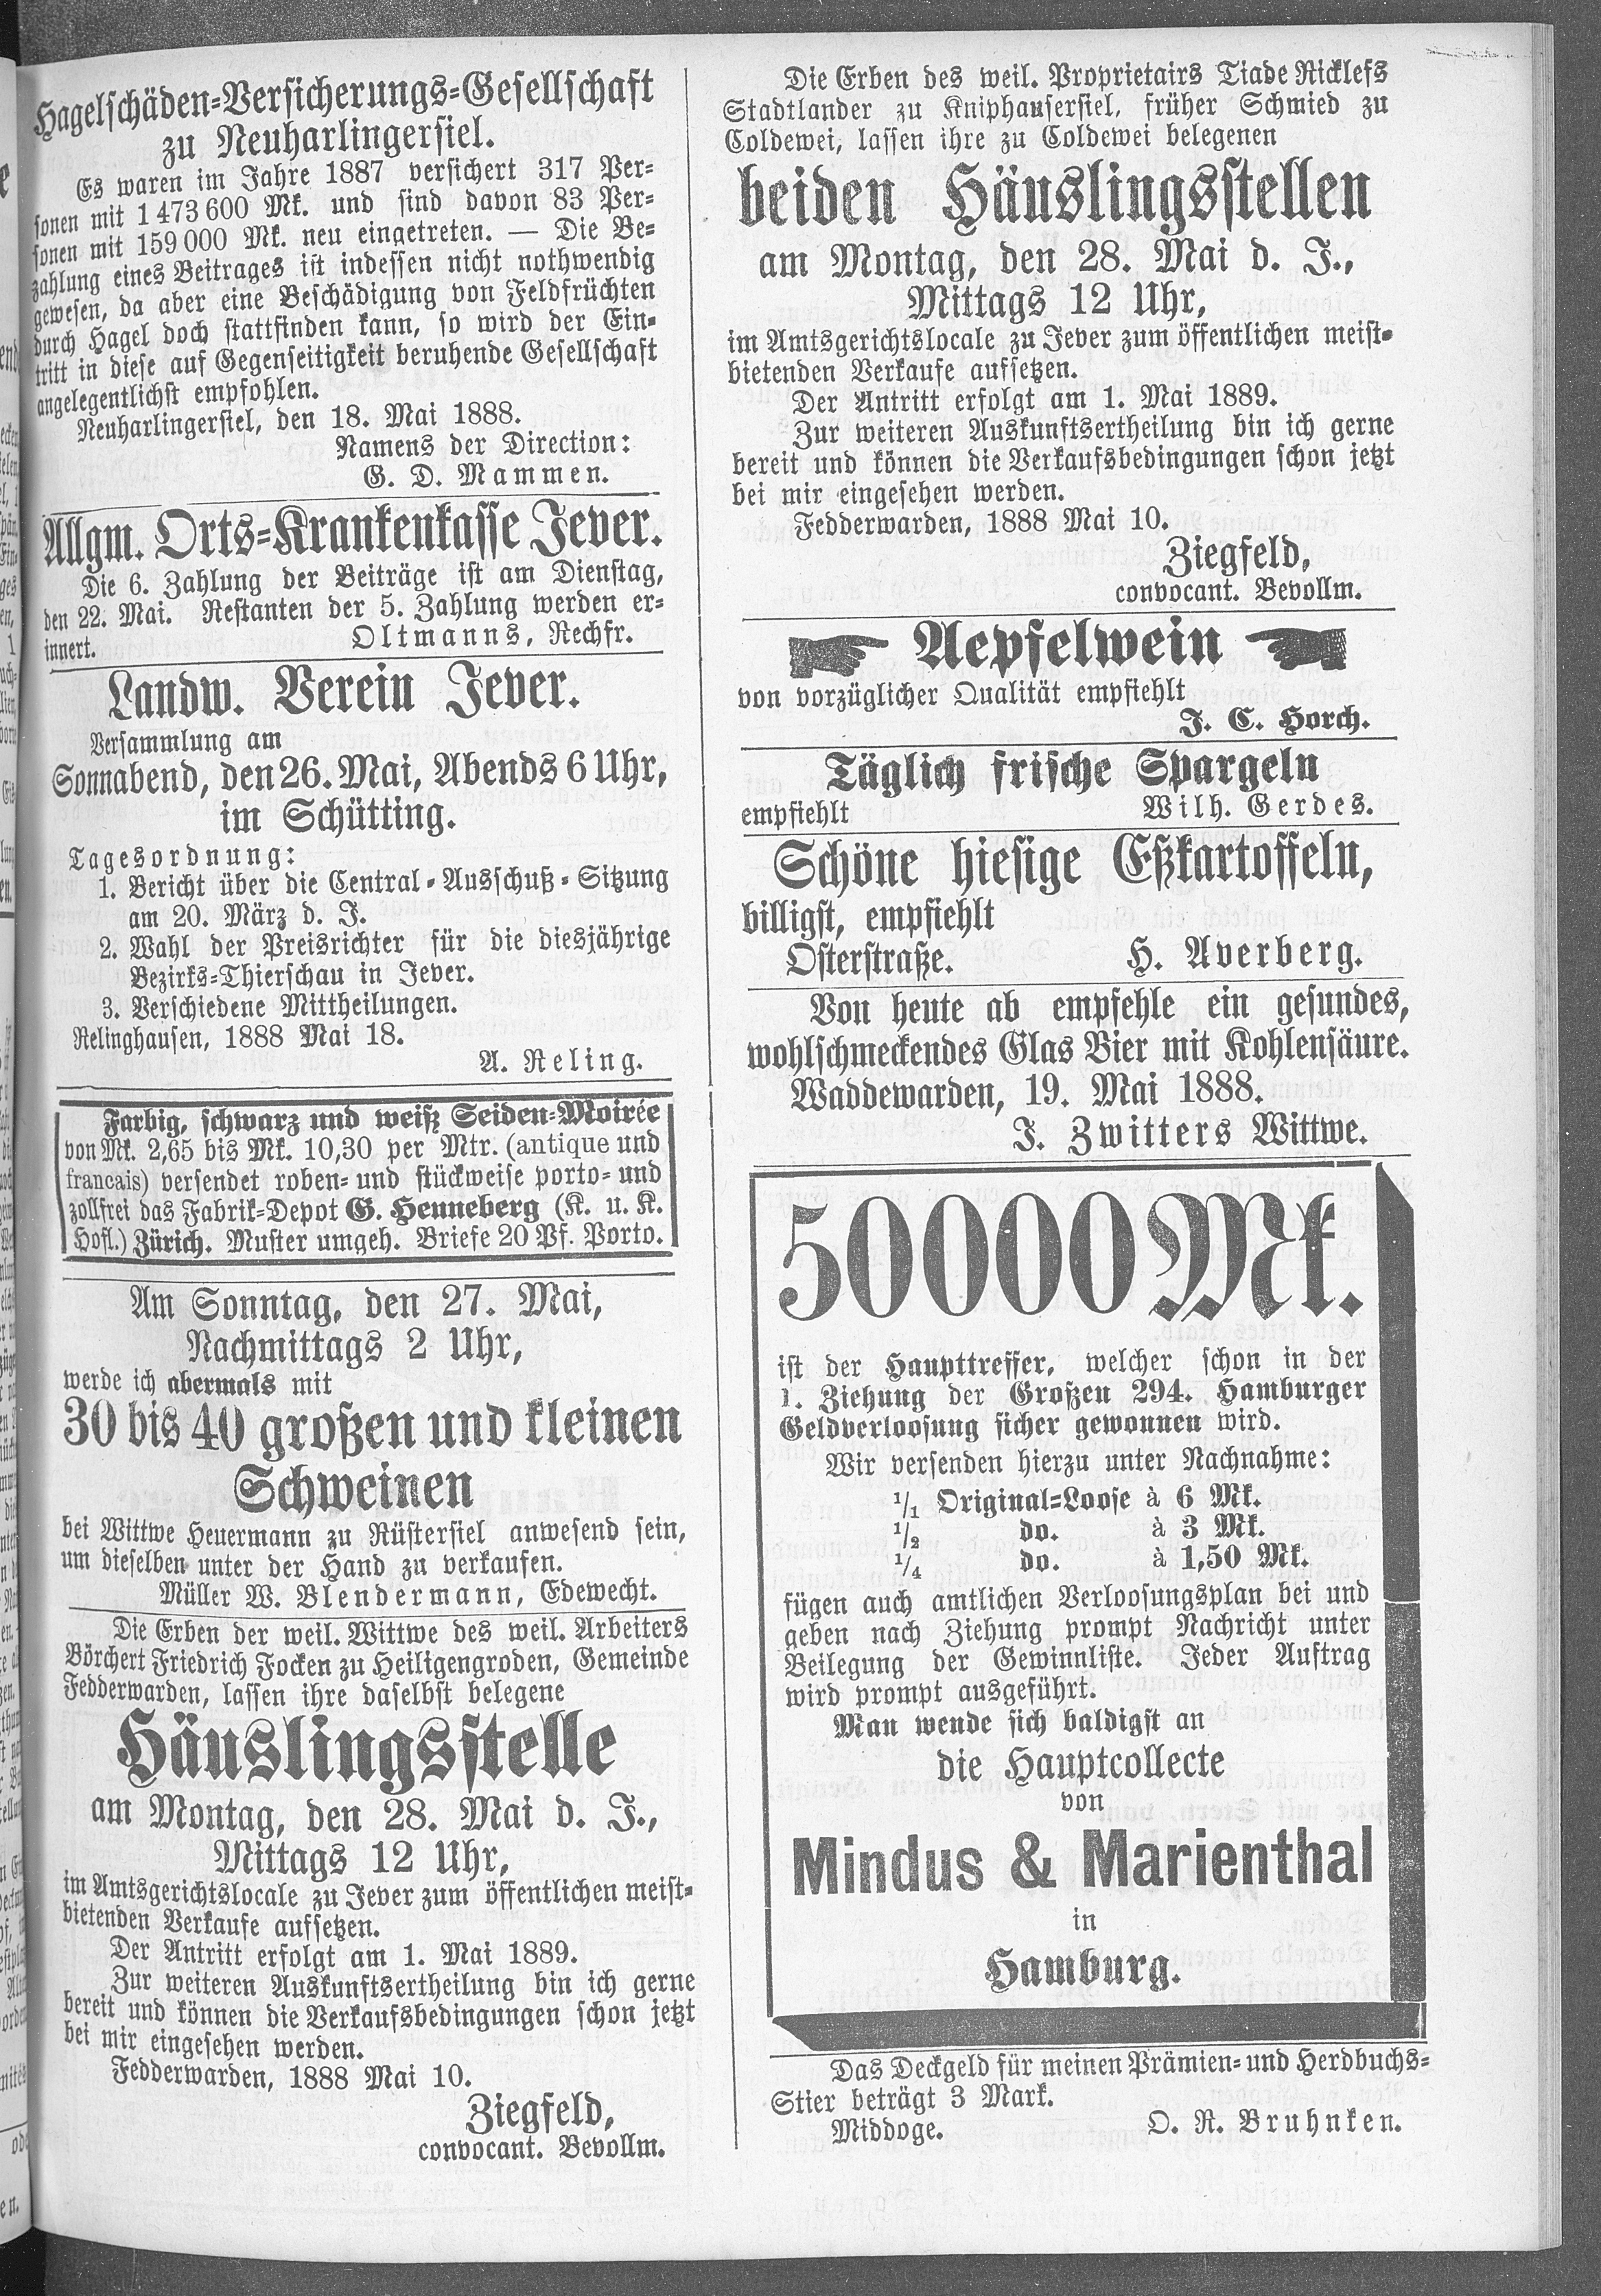 Hagelschäden-Versicherungs-Gesellschaft
zu Neuharlingersiel.
Es waren im Jahre 1887 versichert 317 Per-
sonen mit 1 473 600 Mk. und sind davon 83 Per-
sonen mit 159 000 Mk. neu eingetreten. — Die Be-
zahlung eines Beitrages ist indessen nicht nothwendig
gewesen, da aber eine Beschädigung von Feldfrüchten
durch Hagel doch stattfinden kann, so wird der Ein-
tritt in diese auf Gegenseitigkeit beruhende Gesellschaft
angelegentlichst empfohlen.
Neuharlingersiel, den 18. Mai 1888.
Namens der Direction:
G. D. Mammen.
Allgm. Orts-Krankenkasse Jever.
Die 6. Zahlung der Beiträge ist am Dienstag,
den 22. Mai. Restanten der 5. Zahlung werden er-
innert. Oltmanns, Rechfr.
Landw. Verein Jever.
Versammlung am
Sonnabend, den 26. Mai, Abends 6 Uhr,
im Schütting.
Tagesordnung:
1. Bericht über die Central-Ausschuß-Sitzung
am 20. März d. J.
2. Wahl der Preisrichter für die diesjährige
Bezirks-Thierschau in Jever.
3. Verschiedene Mittheilungen.
Relinghausen, 1888 Mai 18.
A. Reling.
Farbig, schwarz und weiß Seiden-Moirée
von Mk. 2,65 bis Mk. 10,30 per Mtr. (antique und
francais) versendet roben- und stückweise porto- und
zollfrei das Fabrik-Depot G. Henneberg (K. u. K.
Hofl.) Zürich. Muster umgeh. Briefe 20 Pf. Porto.
Am Sonntag, den 27. Mai,
Nachmittags 2 Uhr,
werde ich abermals mit
30 bis 40 großen und kleinen
Schweinen
bei Wittwe Heuermann zu Rüstersiel anwesend sein,
um dieselben unter der Hand zu verkaufen.
Müller W. Blendermann, Edewecht.
Die Erben der weil. Wittwe des weil. Arbeiters
Börchert Friedrich Focken zu Heiligengroden, Gemeinde
Fedderwarden, lassen ihre daselbst belegene
Häuslingsstelle
am Montag, den 28. Mai d. J.,
Mittags 12 Uhr,
im Amtsgerichtslocale zu Jever zum öffentlichen meist-
bietenden Verkaufe aufsetzen.
Der Antritt erfolgt am 1. Mai 1889.
Zur weiteren Auskunftsertheilung bin ich gerne
bereit und können die Verkaufsbedingungen schon jetzt
bei mir eingesehen werden.
Fedderwarden, 1888 Mai 10.
Ziegfeld,
convocant. Bevollm.
Die Erben des weil. Proprietairs Tiade Ricklefs
Stadtlander zu Kniphausersiel, früher Schmied zu
Coldewei, lassen ihre zu Coldewei belegenen
beiden Häuslingsstellen
am Montag, den 28. Mai d. J.,
Mittags 12 Uhr,
im Amtsgerichtslocale zu Jever zum öffentlichen meist-
bietenden Verkaufe aufsetzen.
Der Antritt erfolgt am 1. Mai 1889.
Zur weiteren Auskunftsertheilung bin ich gerne
bereit und können die Verkaufsbedingungen schon jetzt
bei mir eingesehen werden.
Fedderwarden, 1888 Mai 10.
Ziegfeld,
convocant. Bevollm.
Aepfelwein
von vorzüglicher Qualität empfiehlt
J. C. Horch.
Täglich frische Spargeln
empfiehlt Wilh. Gerdes.
Schöne hiesige Eßkartoffeln,
billigst, empfiehlt
Osterstraße. H. Averberg.
Von heute ab empfehle ein gesundes,
wohlschmeckendes Glas Bier mit Kohlensäure.
Waddewarden, 19. Mai 1888.
J. Zwitters Wittwe.
50000 Mk.
ist der Haupttreffer, welcher schon in der
1. Ziehung der Großen 294. Hamburger
Geldverloosung sicher gewonnen wird.
Wir versenden hierzu unter Nachnahme:
1/1 Original-Loose à 6 Mk.
1/2 do. à 3 Mk.
1/4 do. à 1,50 Mk.
fügen auch amtlichen Verloosungsplan bei und
geben nach Ziehung prompt Nachricht unter
Beilegung der Gewinnliste. Jeder Auftrag
wird prompt ausgeführt.
Man wende sich baldigst an
die Hauptcollecte
von
Mindus & Marienthal
in
Hamburg.
Das Deckgeld für meinen Prämien- und Herdbuchs-
Stier beträgt 3 Mark.
Middoge. O. R. Bruhnken.